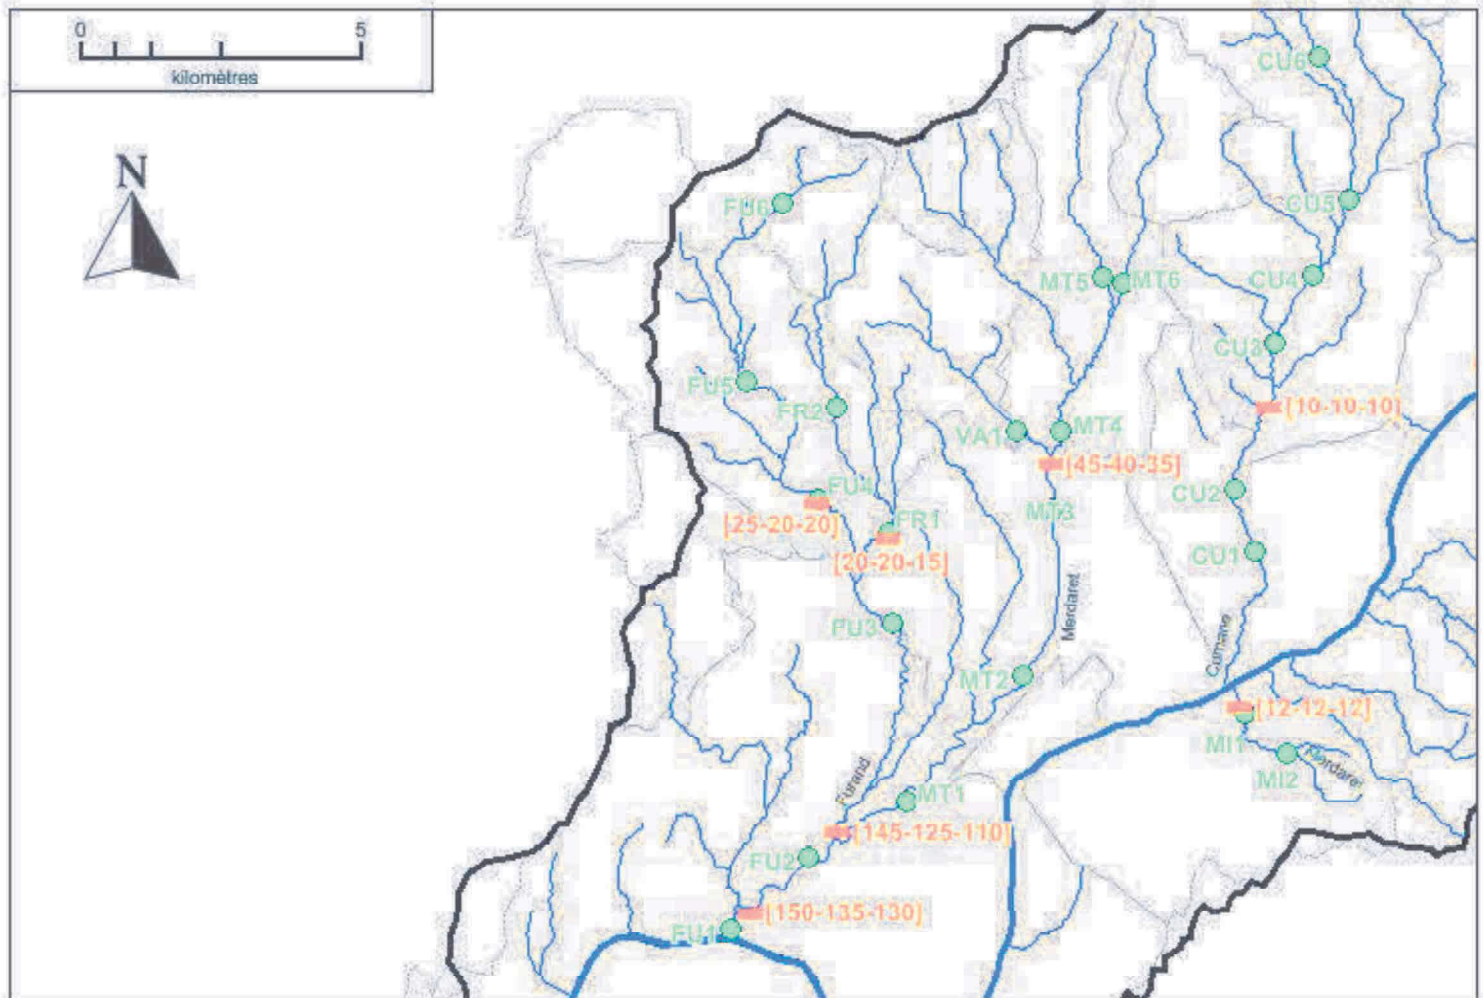 0 5
kilomètres
N
CU6
FU6
CU5
MT5
MT6
CU4
CU3
FU5
FR2
[10-10-10]
VA1
MT4
[45-40-35]
FU4
CU2
[25-20-20]
MT3
FR1
CU1
[20-20-15]
Merdaret
FU3
Cumane
MT2
[12-12-12]
MI1
Merdaret
MI2
Furand
MT1
[145-125-110]
FU2
[150-135-130]
FU1